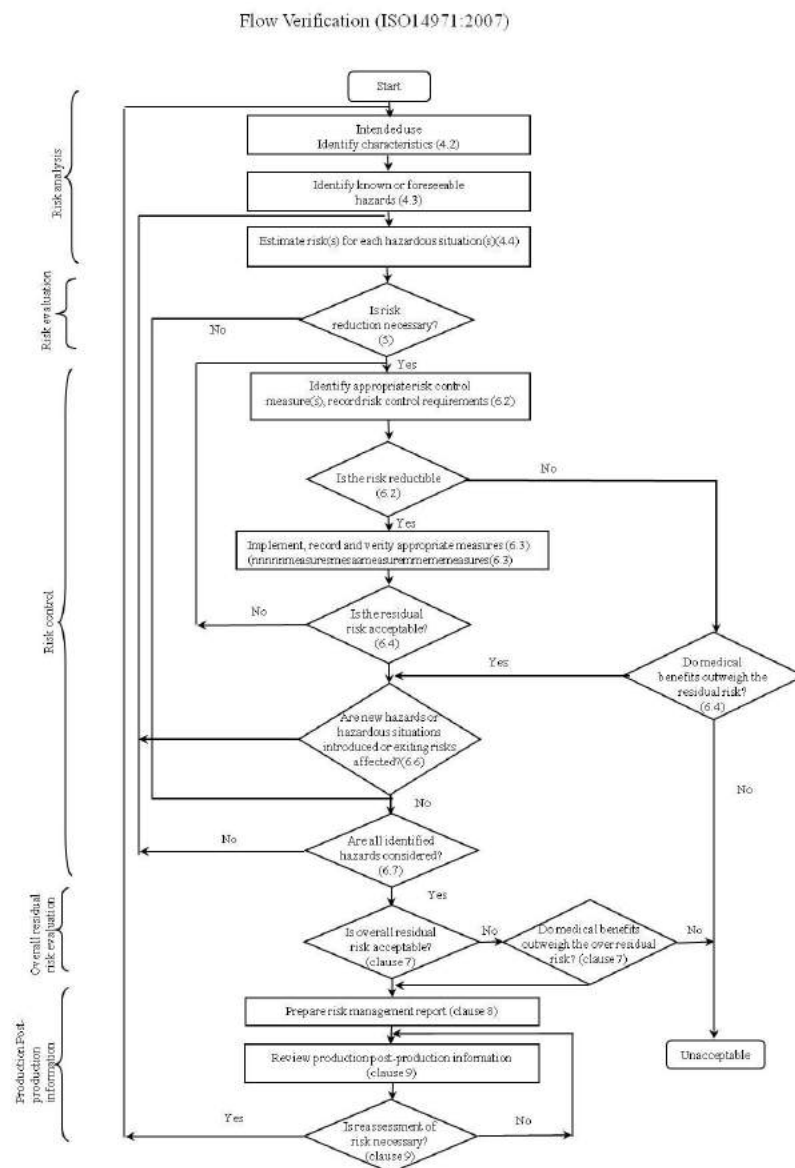 Flow Verification (ISO14971:2007)
Start
Risk analysis
Intended use
Identify characteristics (4.2)
Identify known or foreseeable
hazards (4.3)
Estimate risk(s) for each hazardous situation(s)(4.4)
Risk evaluation
Is risk
reduction necessary?
(5)
No
Yes
Risk control
Identify appropriate risk control
measure(s), record risk control requirements (6.2)
Is the risk reductible
(6.2)
No
Yes
Implement, record and verify appropriate measures (6.3)
Is the residual
risk acceptable?
(6.4)
No
Yes
Do medical
benefits outweigh the
residual risk?
(6.4)
Are new hazards or
hazardous situations
introduced or exiting risks
affected?(6.6)
No
No
Are all identified
hazards considered?
(6.7)
No
Yes
Overall residual
risk evaluation
Is overall residual
risk acceptable?
(clause 7)
No
Do medical benefits
outweigh the over residual
risk? (clause 7)
No
Production Post-
production
information
Prepare risk management report (clause 8)
Review production post-production information
(clause 9)
Unacceptable
Is reassessment of
risk necessary?
(clause 9)
Yes
No